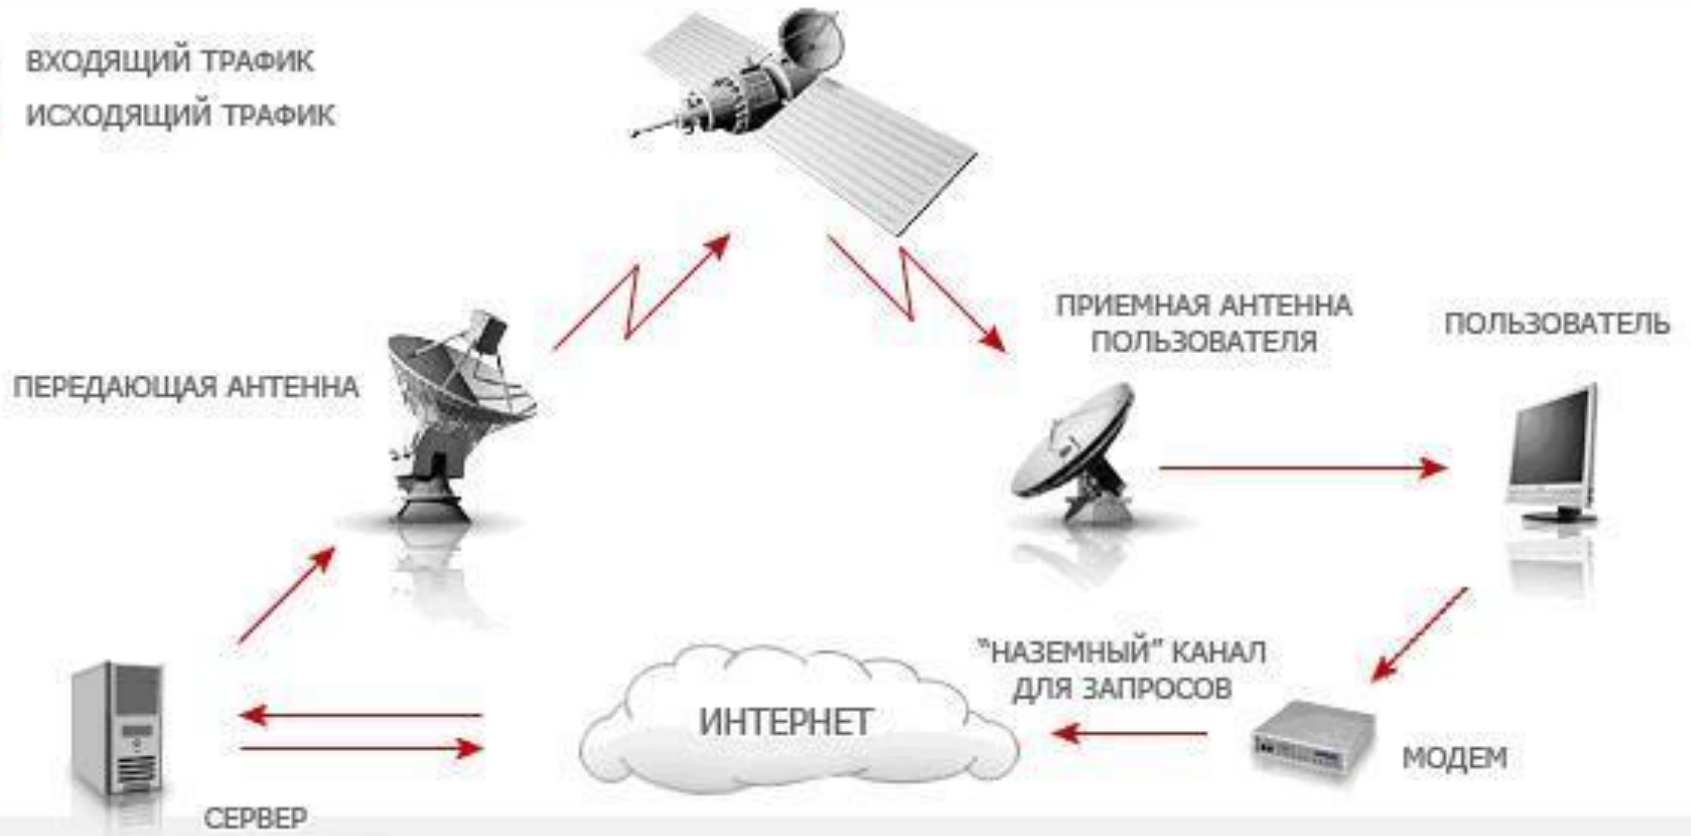 ВХОДЯЩИЙ ТРАФИК
ИСХОДЯЩИЙ ТРАФИК
ПРИЕМНАЯ АНТЕННА
ПОЛЬЗОВАТЕЛЯ
ПОЛЬЗОВАТЕЛЬ
ПЕРЕДАЮЩАЯ АНТЕННА
"НАЗЕМНЫЙ" КАНАЛ
ДЛЯ ЗАПРОСОВ
ИНТЕРНЕТ
МОДЕМ
СЕРВЕР